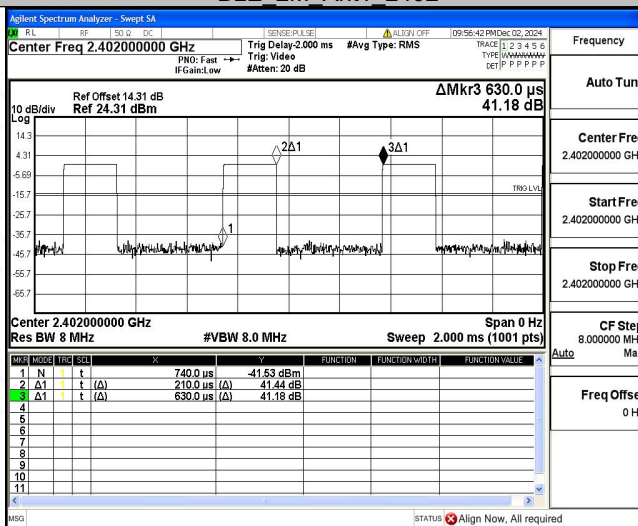 Agilent Spectrum Analyzer - Swept SA
RL RF 50 Ω DC SENSE:PULSE ALIGN OFF 09:56:42 PM Dec 02, 2024
Center Freq 2.402000000 GHz
PNO: Fast
IFGain:Low
Trig Delay-2.000 ms
Trig: Video
#Atten: 20 dB
#Avg Type: RMS
TRACE 1 2 3 4 5 6
TYPE
DET P P P P P P
Ref Offset 14.31 dB
Ref 24.31 dBm
10 dB/div
Log
ΔMkr3 630.0 µs
41.18 dB
14.3
4.31
-5.69
-15.7
-25.7
-35.7
-45.7
-55.7
-65.7
2Δ1
3Δ1
1
TRIG LVL
Center 2.402000000 GHz Span 0 Hz
Res BW 8 MHz #VBW 8.0 MHz Sweep 2.000 ms (1001 pts)
MKR MODE TRC SCL X Y FUNCTION FUNCTION WIDTH FUNCTION VALUE
1 N 1 t 740.0 µs -41.53 dBm
2 Δ1 1 t (Δ) 210.0 µs (Δ) 41.44 dB
3 Δ1 1 t (Δ) 630.0 µs (Δ) 41.18 dB
4
5
6
7
8
9
10
11
MSG STATUS Align Now, All required
Frequency
Auto Tun
Center Fre
2.402000000 GH
Start Fre
2.402000000 GH
Stop Fre
2.402000000 GH
CF Ste
8.000000 MH
Auto Ma
Freq Offse
0 H